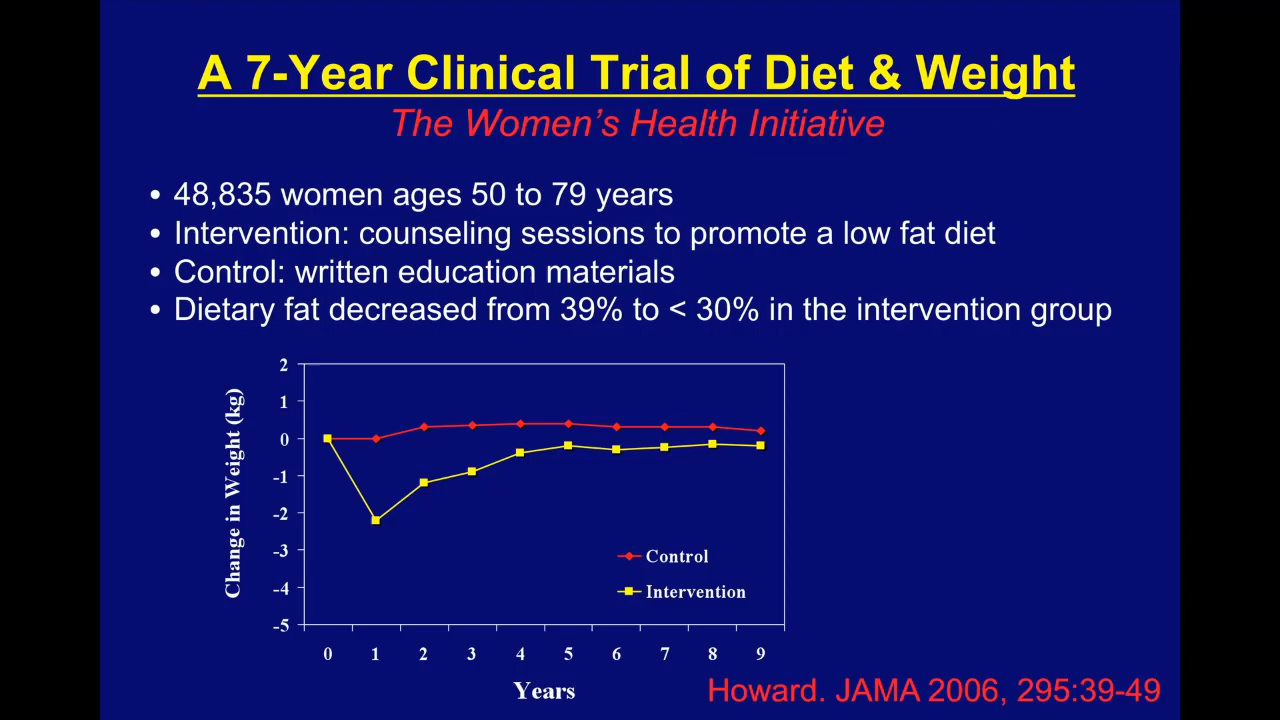 A 7-Year Clinical Trial of Diet & Weight
The Women's Health Initiative
• 48,835 women ages 50 to 79 years
• Intervention: counseling sessions to promote a low fat diet
• Control: written education materials
• Dietary fat decreased from 39% to < 30% in the intervention group
Change in Weight (kg)
2
1
0
-1
-2
-3
-4
-5
Control
Intervention
0 1 2 3 4 5 6 7 8 9
Years
Howard. JAMA 2006, 295:39-49